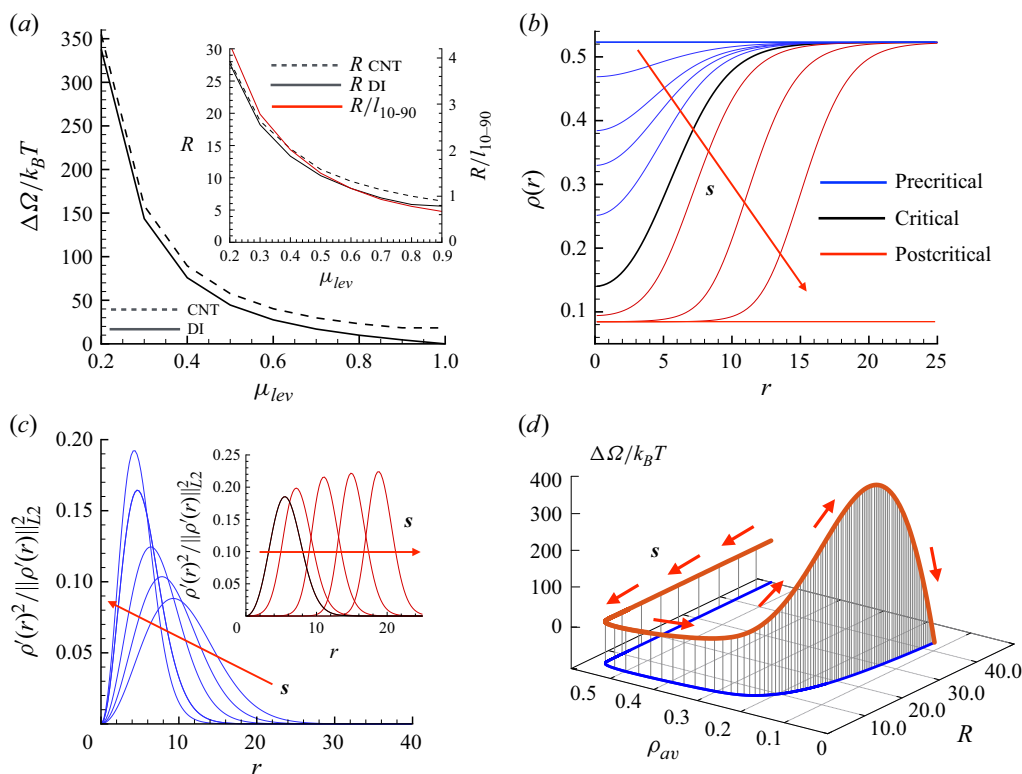 (a)
350
300
250
200
150
100
50
0
ΔΩ/k_BT
0.2 0.4 0.6 0.8 1.0
μ_lev
CNT
DI
30
25
20
15
10
5
0
R
R CNT
R DI
R/l_10-90
4
3
2
1
0
R/l_10–90
0.2 0.3 0.4 0.5 0.6 0.7 0.8 0.9
μ_lev
(b)
0.5
0.4
0.3
0.2
0.1
ρ(r)
s
Precritical
Critical
Postcritical
0 5 10 15 20 25
r
(c)
0.20
0.15
0.10
0.05
ρ′(r)²/||ρ′(r)||²_L2
s
0 10 20 30 40
r
0.25
0.20
0.15
0.10
0.05
ρ′(r)²/||ρ′(r)||²_L2
s
10 20
r
(d)
ΔΩ/k_BT
400
300
200
100
0
s
0.5 0.4 0.3 0.2 0.1 0
ρ_av
10.0 20.0 30.0 40.0
R